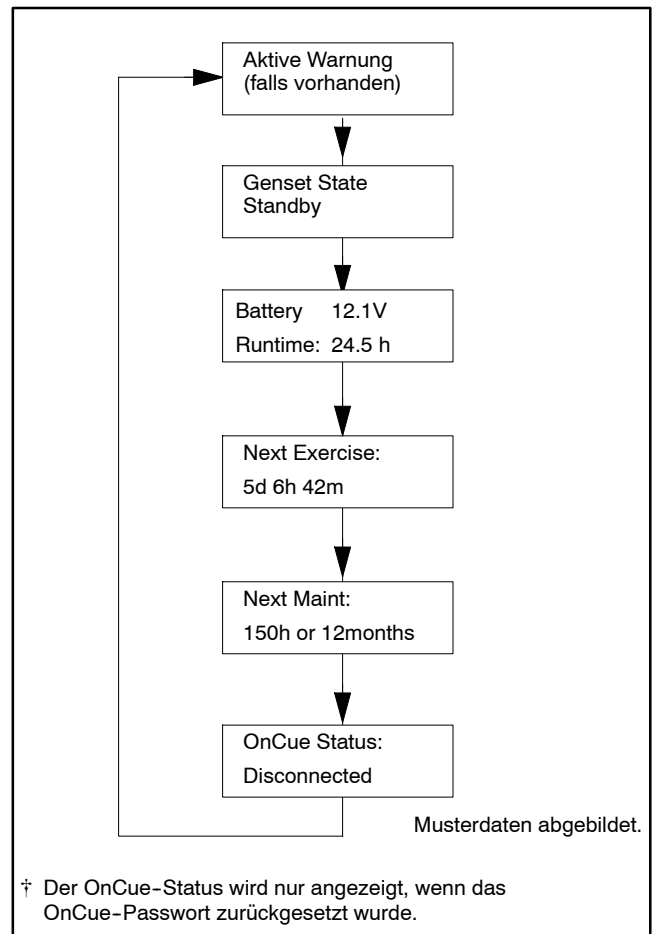 Aktive Warnung
(falls vorhanden)
Genset State
Standby
Battery 12.1V
Runtime: 24.5 h
Next Exercise:
5d 6h 42m
Next Maint:
150h or 12months
OnCue Status:
Disconnected
Musterdaten abgebildet.
† Der OnCue-Status wird nur angezeigt, wenn das
OnCue-Passwort zurückgesetzt wurde.